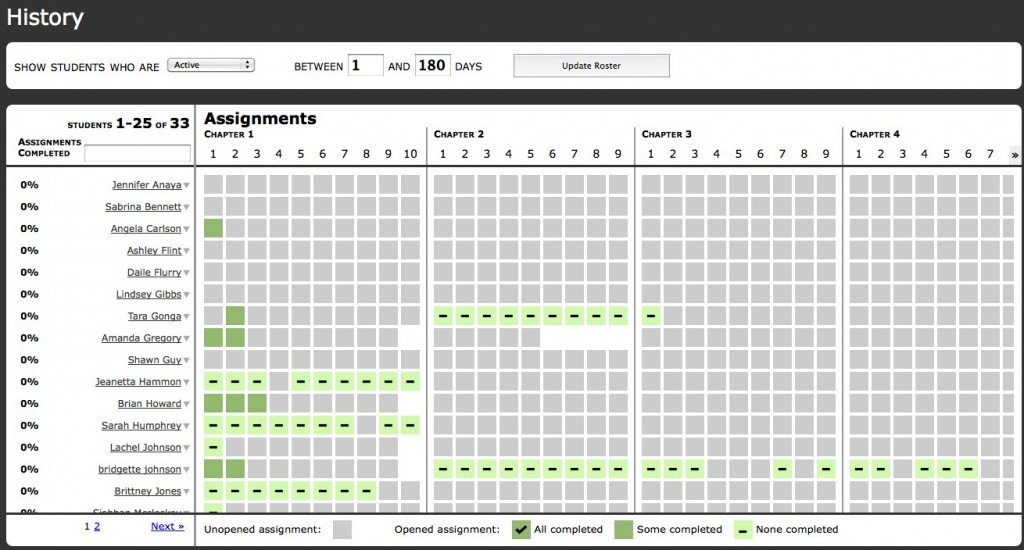 History
SHOW STUDENTS WHO ARE Active BETWEEN 1 AND 180 DAYS Update Roster
STUDENTS 1-25 OF 33
ASSIGNMENTS COMPLETED
Assignments
CHAPTER 1 CHAPTER 2 CHAPTER 3 CHAPTER 4
1 2 3 4 5 6 7 8 9 10 1 2 3 4 5 6 7 8 9 1 2 3 4 5 6 7 8 9 1 2 3 4 5 6 7 »
0% Jennifer Anaya
0% Sabrina Bennett
0% Angela Carlson
0% Ashley Flint
0% Daile Flurry
0% Lindsey Gibbs
0% Tara Gonga
0% Amanda Gregory
0% Shawn Guy
0% Jeanetta Hammon
0% Brian Howard
0% Sarah Humphrey
0% Lachel Johnson
0% bridgette johnson
0% Brittney Jones
0%
1 2 Next »
Unopened assignment: Opened assignment: All completed Some completed None completed